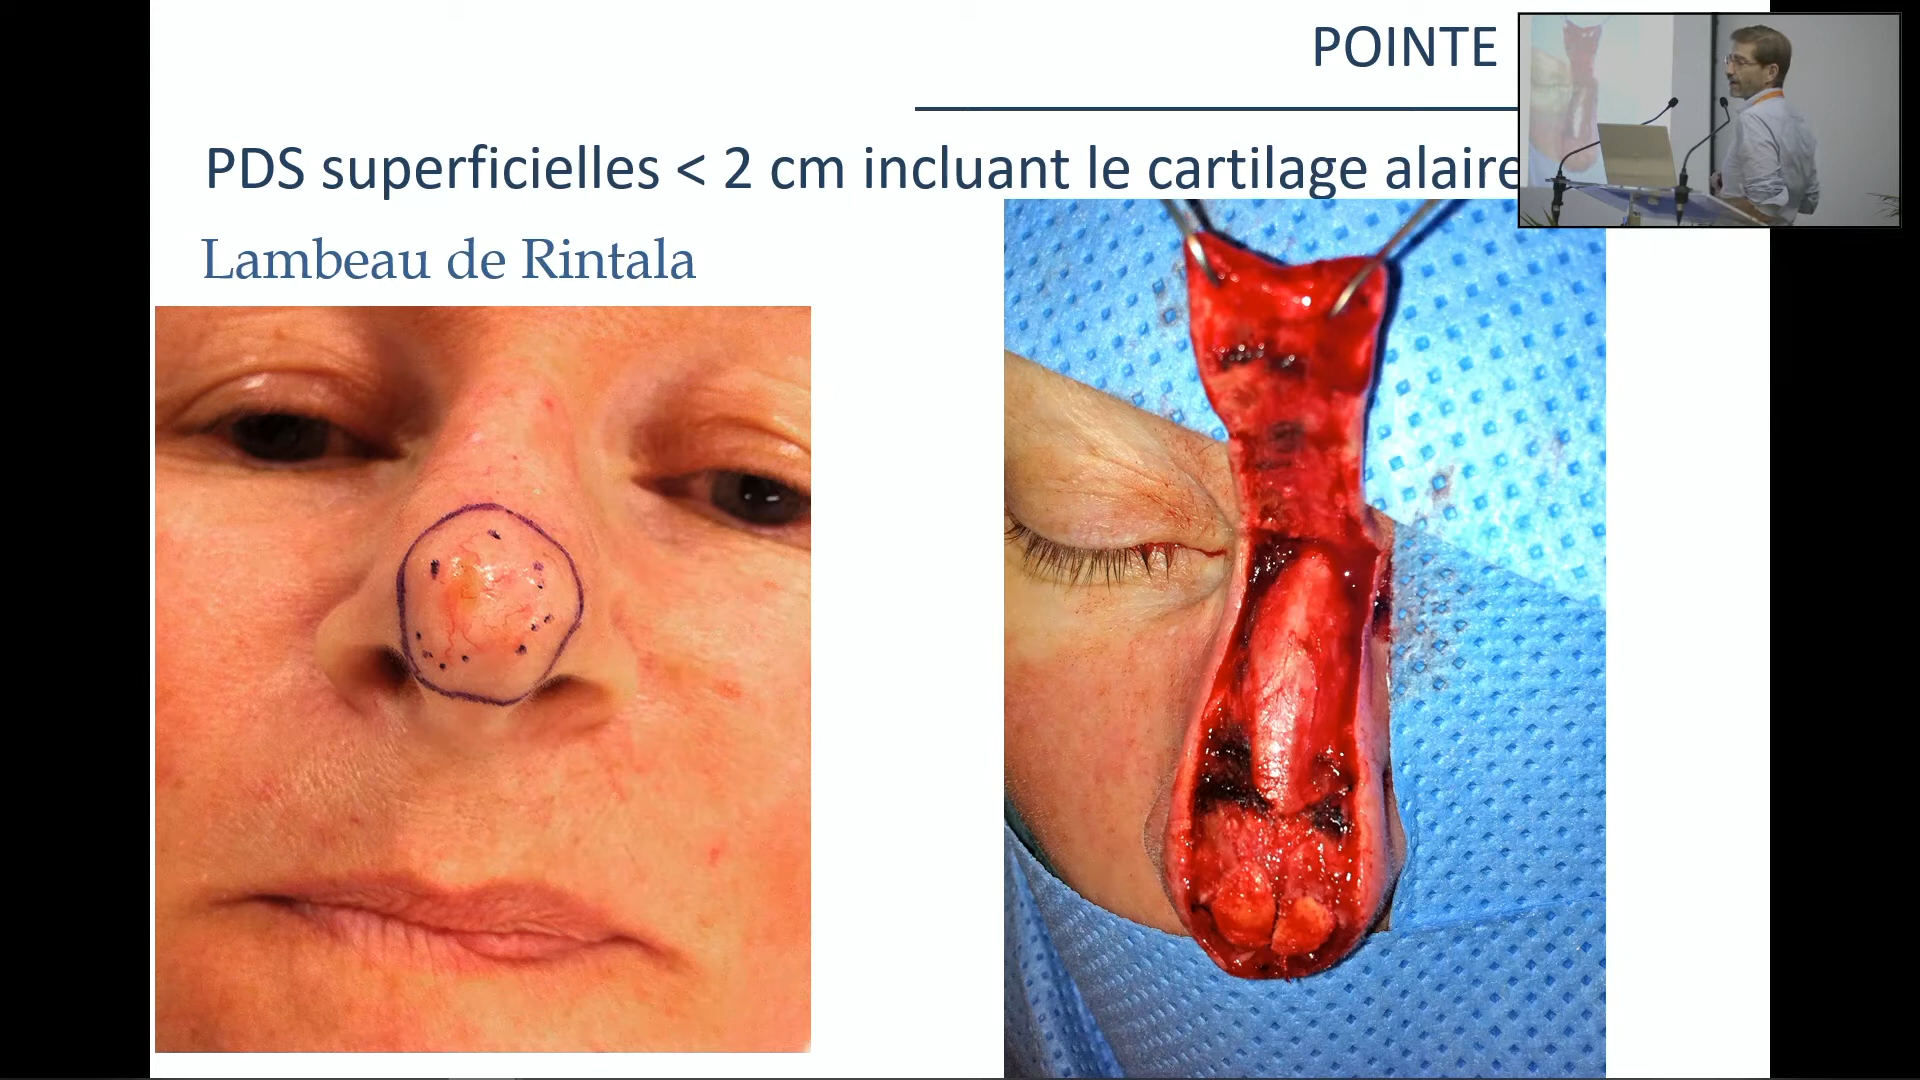 POINTE
PDS superficielles < 2 cm incluant le cartilage alaire
Lambeau de Rintala